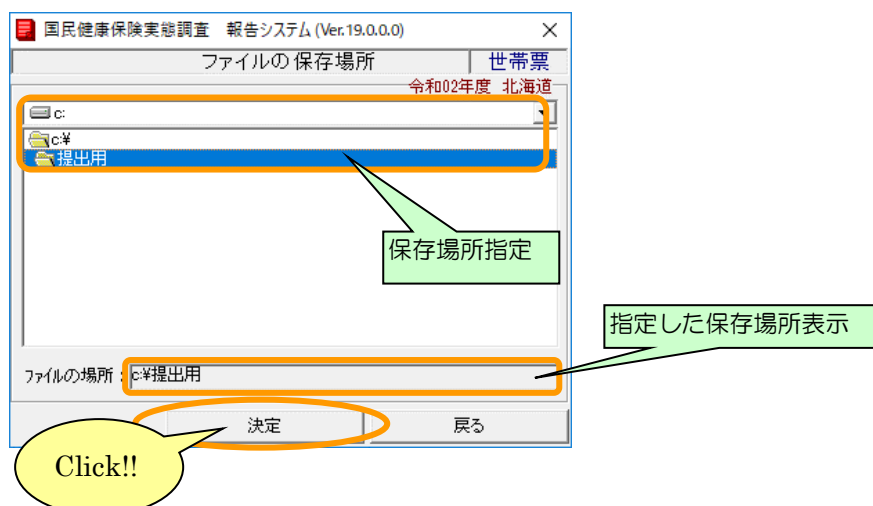 国民健康保険実態調査 報告システム (Ver.19.0.0.0)
ファイルの保存場所
世帯票
令和02年度 北海道
c:
c:¥
提出用
保存場所指定
指定した保存場所表示
ファイルの場所：c:¥提出用
決定
戻る
Click!!